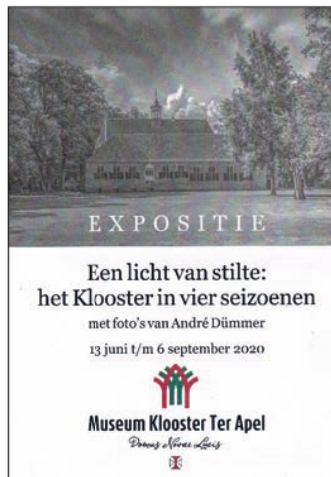 EXPOSITIE
Een licht van stilte:
het Klooster in vier seizoenen
met foto's van André Dümmer
13 juni t/m 6 september 2020
Museum Klooster Ter Apel
Domus Novae Lucis